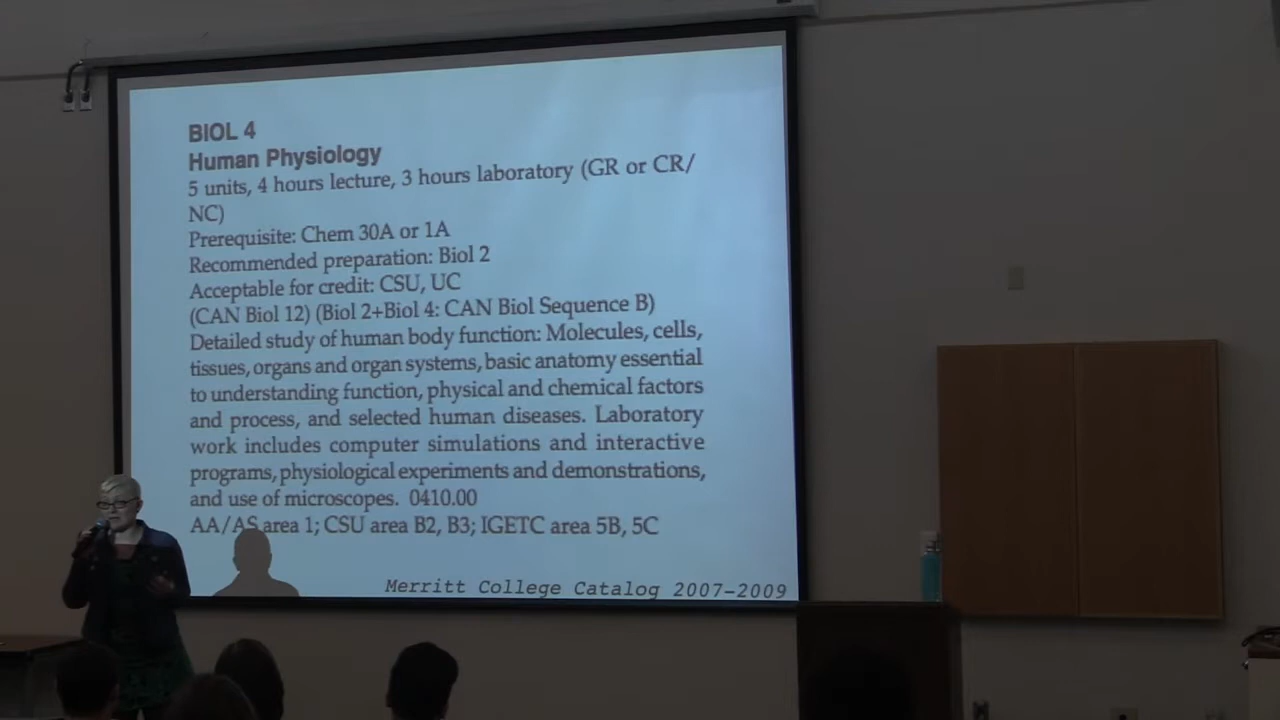 BIOL 4
Human Physiology
5 units, 4 hours lecture, 3 hours laboratory (GR or CR/
NC)
Prerequisite: Chem 30A or 1A
Recommended preparation: Biol 2
Acceptable for credit: CSU, UC
(CAN Biol 12) (Biol 2+Biol 4: CAN Biol Sequence B)
Detailed study of human body function: Molecules, cells,
tissues, organs and organ systems, basic anatomy essential
to understanding function, physical and chemical factors
and process, and selected human diseases. Laboratory
work includes computer simulations and interactive
programs, physiological experiments and demonstrations,
and use of microscopes. 0410.00
AA/AS area 1; CSU area B2, B3; IGETC area 5B, 5C
Merritt College Catalog 2007-2009